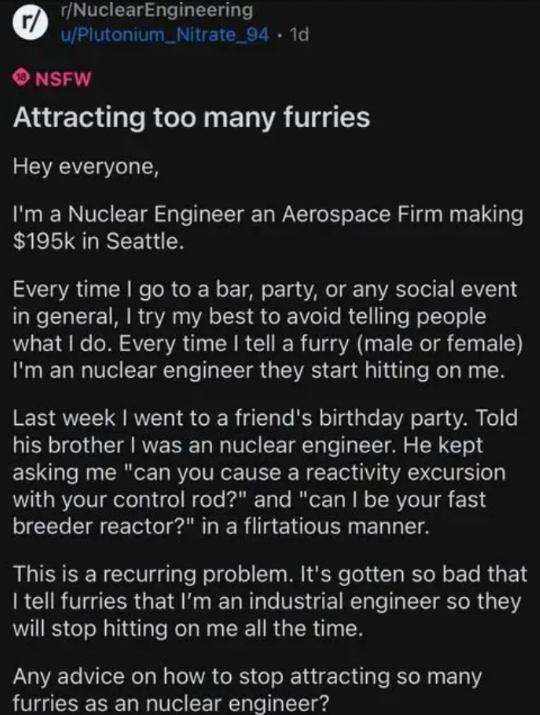 r/
r/NuclearEngineering
u/Plutonium_Nitrate_94 · 1d
18 NSFW
Attracting too many furries
Hey everyone,
I'm a Nuclear Engineer an Aerospace Firm making
$195k in Seattle.
Every time I go to a bar, party, or any social event
in general, I try my best to avoid telling people
what I do. Every time I tell a furry (male or female)
I'm an nuclear engineer they start hitting on me.
Last week I went to a friend's birthday party. Told
his brother I was an nuclear engineer. He kept
asking me "can you cause a reactivity excursion
with your control rod?" and "can I be your fast
breeder reactor?" in a flirtatious manner.
This is a recurring problem. It's gotten so bad that
I tell furries that I’m an industrial engineer so they
will stop hitting on me all the time.
Any advice on how to stop attracting so many
furries as an nuclear engineer?